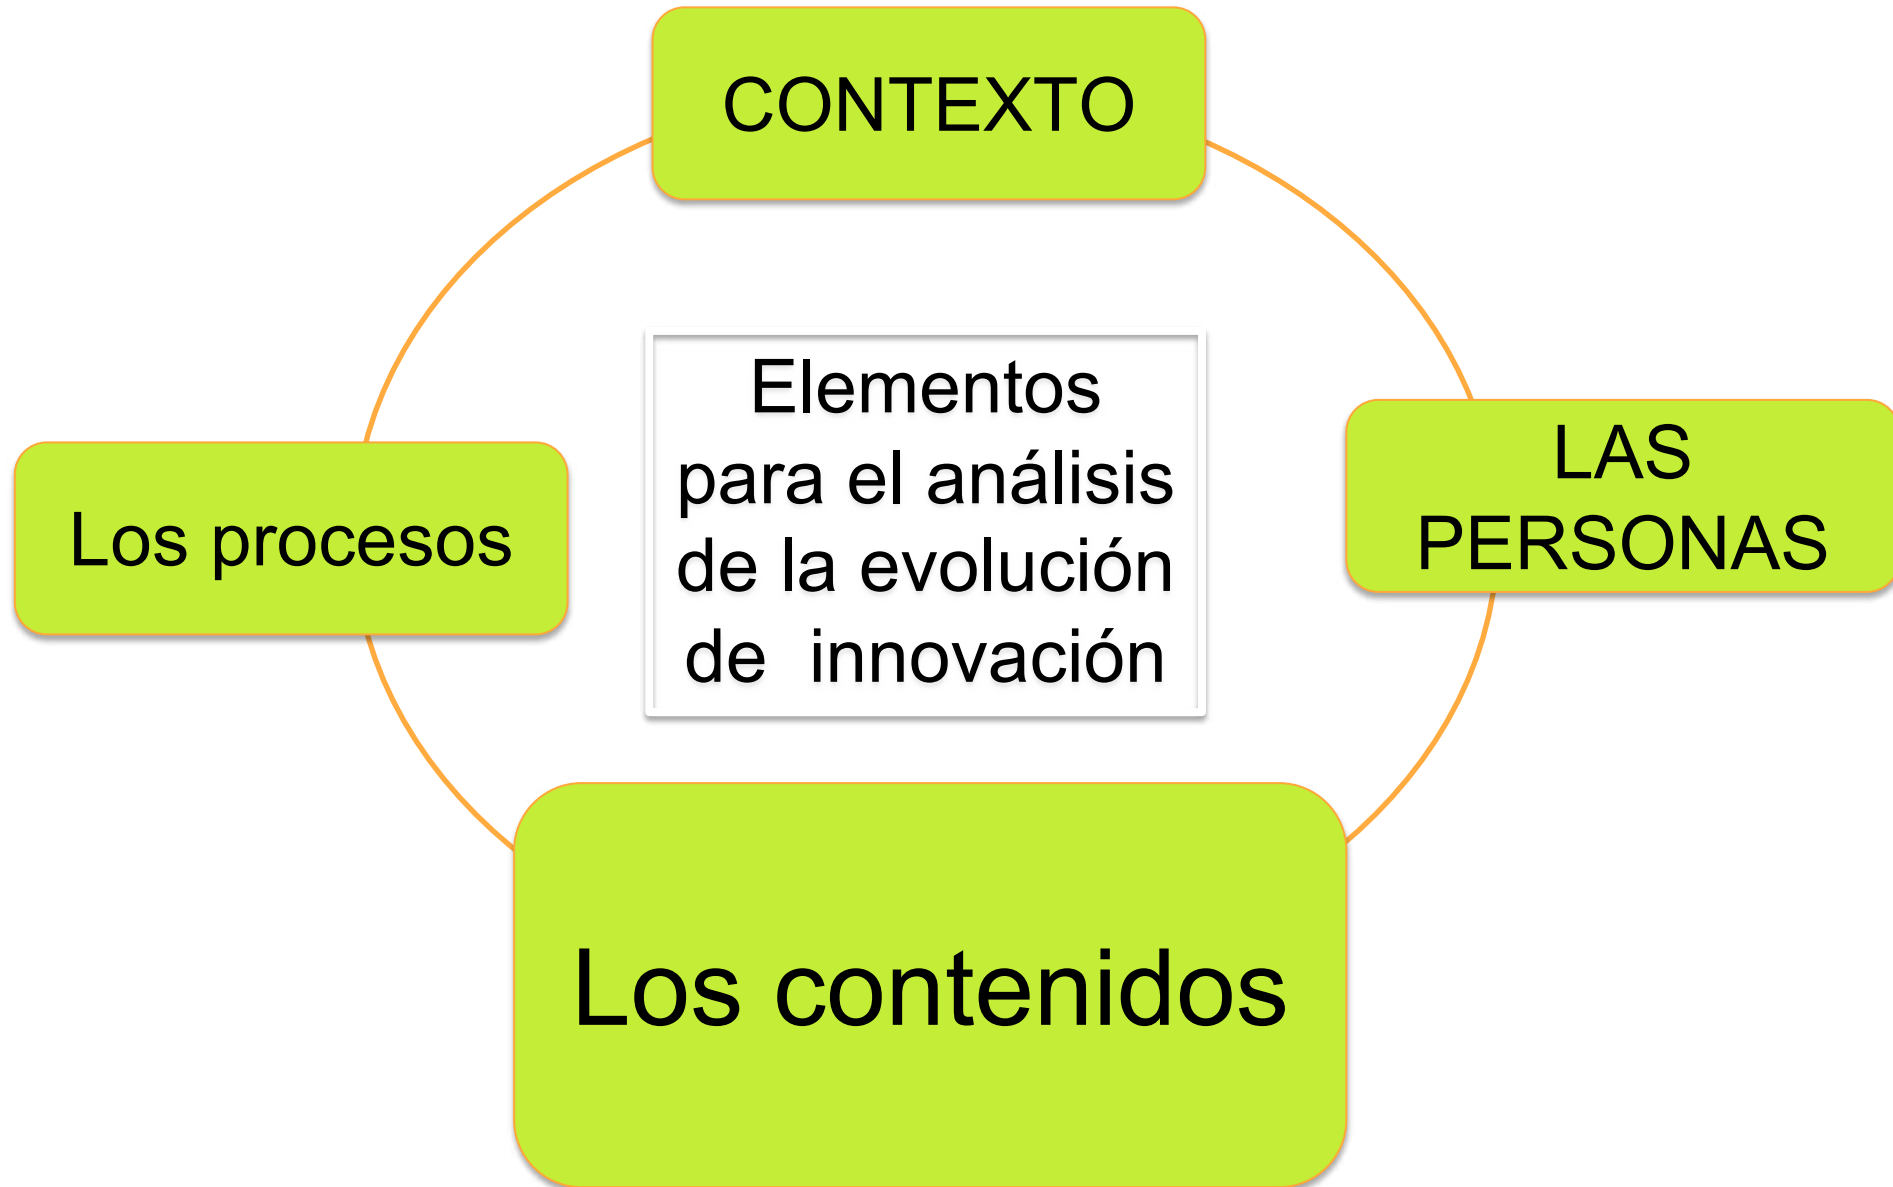 CONTEXTO
Elementos
para el análisis
de la evolución
de innovación
LAS
PERSONAS
Los procesos
Los contenidos